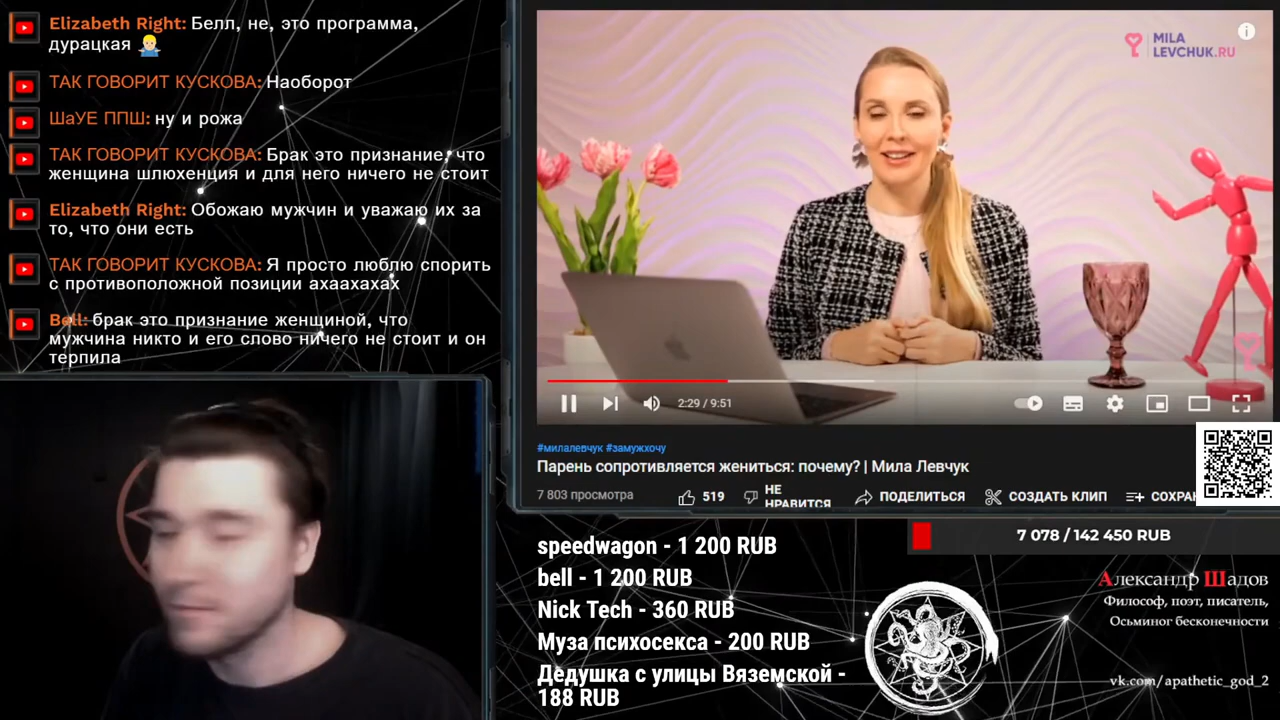 Elizabeth Right: Белл, не, это программа,
дурацкая
ТАК ГОВОРИТ КУСКОВА: Наоборот
ШаУЕ ППШ: ну и рожа
ТАК ГОВОРИТ КУСКОВА: Брак это признание, что
женщина шлюхенция и для него ничего не стоит
Elizabeth Right: Обожаю мужчин и уважаю их за
то, что они есть
ТАК ГОВОРИТ КУСКОВА: Я просто люблю спорить
с противоположной позиции ахаахахах
Bell: брак это признание женщиной, что
мужчина никто и его слово ничего не стоит и он
терпила
MILA
LEVCHUK.RU
2:29 / 9:51
#милалевчук #замужхочу
Парень сопротивляется жениться: почему? | Мила Левчук
7 803 просмотра
519
НЕ
НРАВИТСЯ
ПОДЕЛИТЬСЯ
СОЗДАТЬ КЛИП
СОХРАН
7 078 / 142 450 RUB
speedwagon - 1 200 RUB
bell - 1 200 RUB
Nick Tech - 360 RUB
Муза психосекса - 200 RUB
Дедушка с улицы Вяземской -
188 RUB
Александр Шадов
Философ, поэт, писатель,
Осьминог бесконечности
vk.com/apathetic_god_2